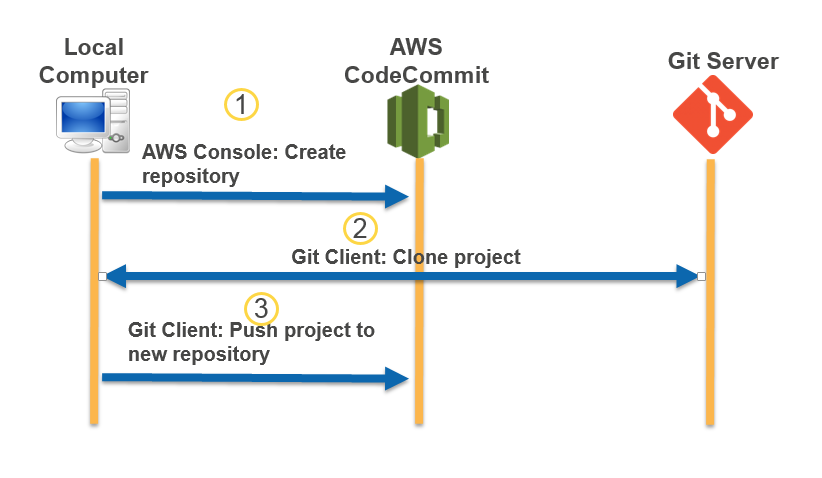 Local
Computer
AWS
CodeCommit
Git Server
1
AWS Console: Create
repository
2
Git Client: Clone project
3
Git Client: Push project to
new repository